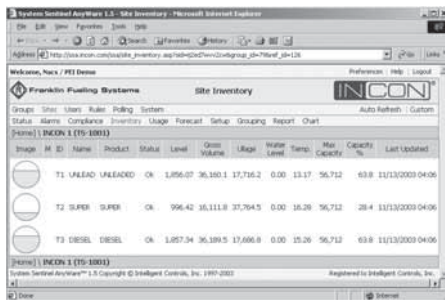 System Sentinel AnyWare 1.5 - Site Inventory - Microsoft Internet Explorer
File Edit View Favorites Tools Help
Search Favorites History
Address
Links
Welcome, Nacs / PEI Demo
Preferences | Help | Logout
Franklin Fueling Systems
Site Inventory
INCON
Groups Sites Users Rules Polling System
Auto Refresh Custom
Status Alarms Compliance Inventory Usage Forecast Setup Grouping Report Chart
[Home] \ INCON 1 (TS-1001)
Image M ID Name Product Status Level Gross Volume Ullage Water Level Temp Max Capacity Capacity % Last Updated
T1 UNLEAD UNLEADED Ok 1,856.07 36,160.1 17,716.2 0.00 13.17 56,712 63.8 11/13/2003 04:06
T2 SUPER SUPER Ok 996.42 16,111.8 37,764.5 0.00 16.28 56,712 28.4 11/13/2003 04:06
T3 DIESEL DIESEL Ok 1,857.34 36,189.5 17,686.8 0.00 15.26 56,712 63.8 11/13/2003 04:06
[Home] \ INCON 1 (TS-1001)
System Sentinel AnyWare™ 1.5 Copyright © Intelligent Controls, Inc. 1997-2003
Registered to Intelligent Controls, Inc.
Done
Internet